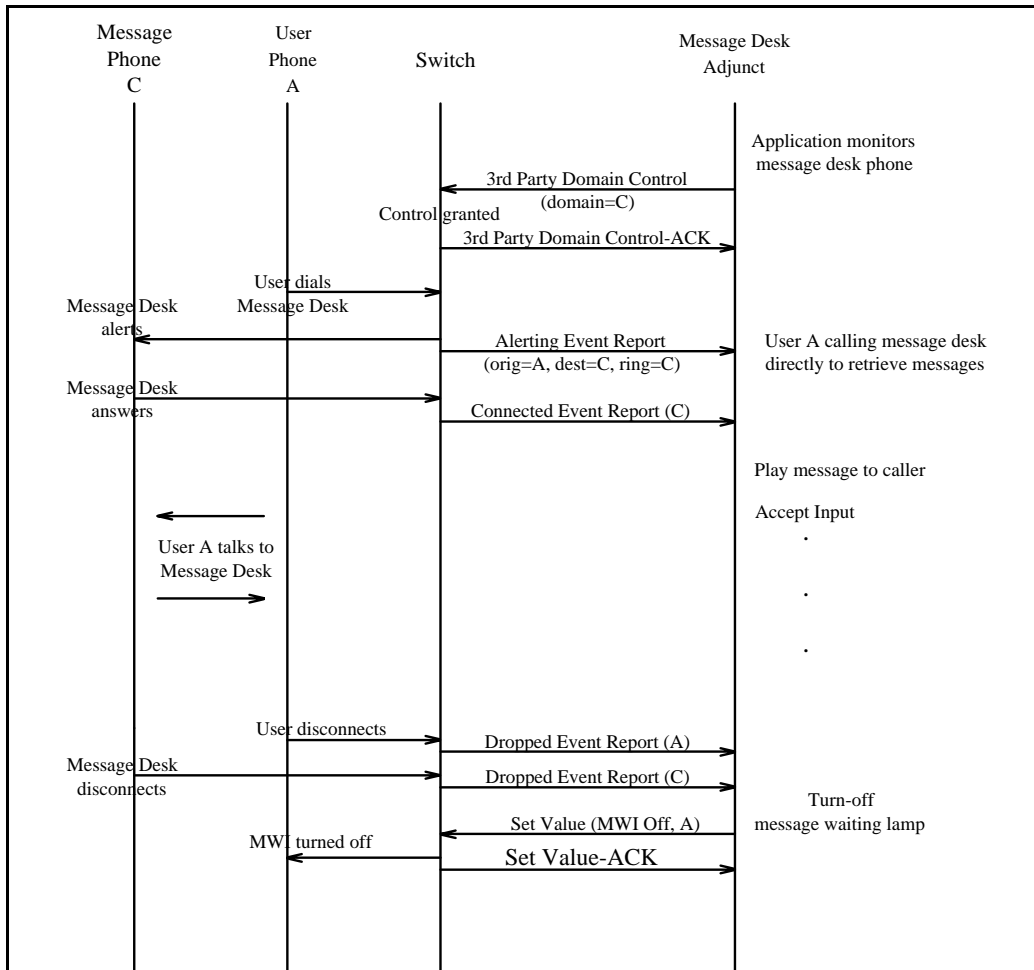 Message
Phone
C
User
Phone
A
Switch
Message Desk
Adjunct
Application monitors
message desk phone
3rd Party Domain Control
(domain=C)
Control granted
3rd Party Domain Control-ACK
User dials
Message Desk
Message Desk
alerts
Alerting Event Report
(orig=A, dest=C, ring=C)
User A calling message desk
directly to retrieve messages
Message Desk
answers
Connected Event Report (C)
Play message to caller
Accept Input
.
.
.
User A talks to
Message Desk
User disconnects
Dropped Event Report (A)
Message Desk
disconnects
Dropped Event Report (C)
Turn-off
message waiting lamp
Set Value (MWI Off, A)
MWI turned off
Set Value-ACK